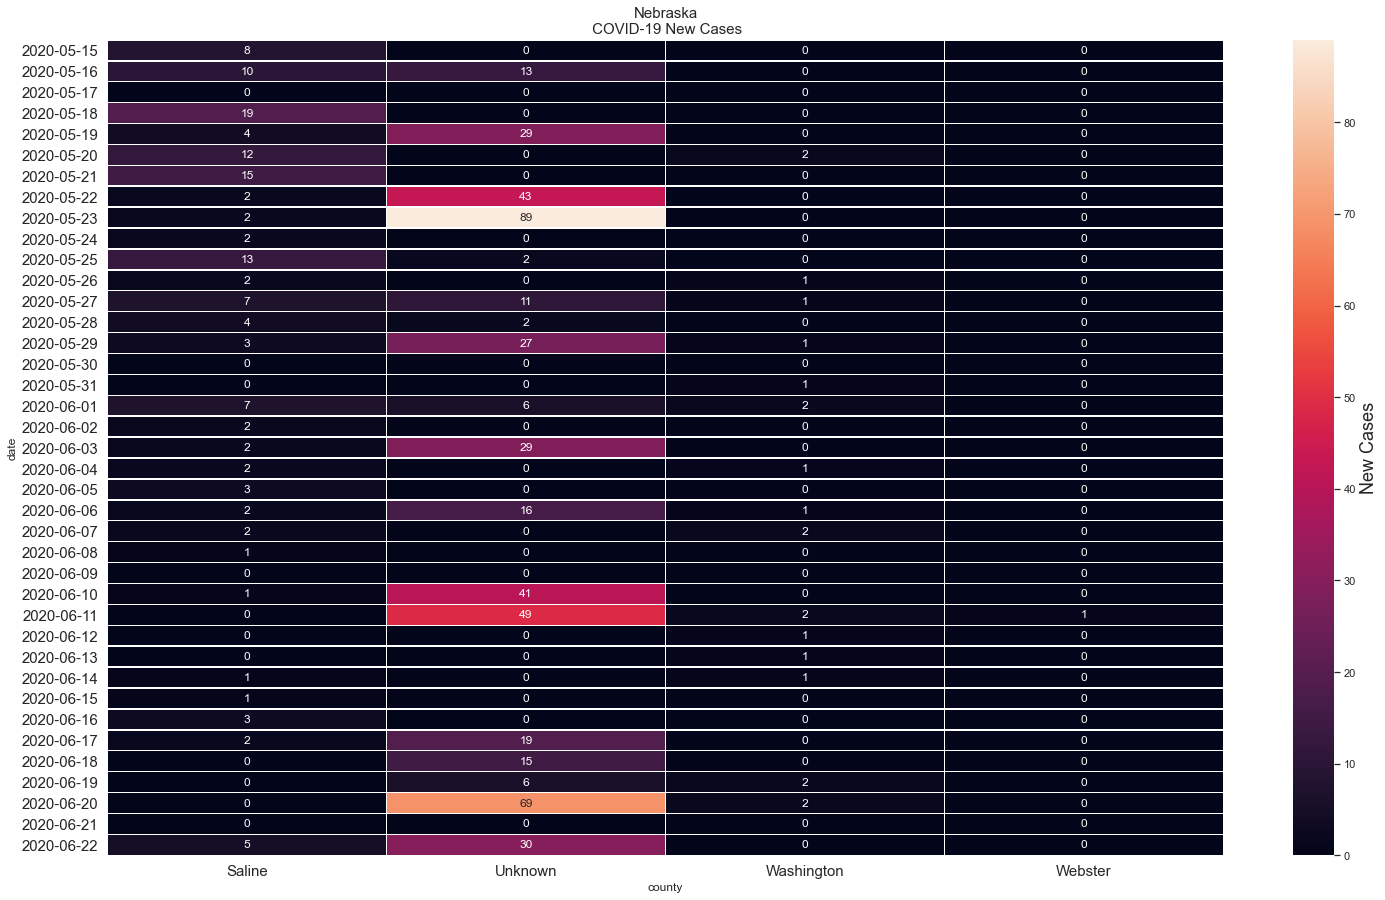 Nebraska
COVID-19 New Cases
2020-05-15 8 0 0 0
2020-05-16 10 13 0 0
2020-05-17 0 0 0 0
2020-05-18 19 0 0 0
2020-05-19 4 29 0 0
2020-05-20 12 0 2 0
2020-05-21 15 0 0 0
2020-05-22 2 43 0 0
2020-05-23 2 89 0 0
2020-05-24 2 0 0 0
2020-05-25 13 2 0 0
2020-05-26 2 0 1 0
2020-05-27 7 11 1 0
2020-05-28 4 2 0 0
2020-05-29 3 27 1 0
2020-05-30 0 0 0 0
2020-05-31 0 0 1 0
2020-06-01 7 6 2 0
2020-06-02 2 0 0 0
2020-06-03 2 29 0 0
2020-06-04 2 0 1 0
2020-06-05 3 0 0 0
2020-06-06 2 16 1 0
2020-06-07 2 0 2 0
2020-06-08 1 0 0 0
2020-06-09 0 0 0 0
2020-06-10 1 41 0 0
2020-06-11 0 49 2 1
2020-06-12 0 0 1 0
2020-06-13 0 0 1 0
2020-06-14 1 0 1 0
2020-06-15 1 0 0 0
2020-06-16 3 0 0 0
2020-06-17 2 19 0 0
2020-06-18 0 15 0 0
2020-06-19 0 6 2 0
2020-06-20 0 69 2 0
2020-06-21 0 0 0 0
2020-06-22 5 30 0 0
Saline Unknown Washington Webster
county
date
80
70
60
50
40
30
20
10
0
New Cases